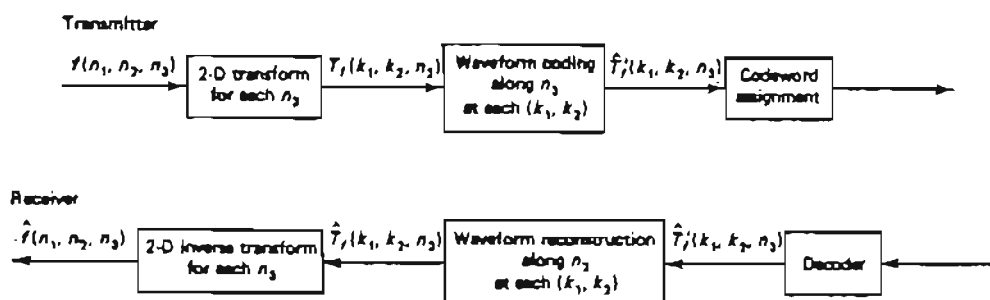 Transmitter
f(n₁, n₂, n₃)
2-D transform
for each n₃
T_f(k₁, k₂, n₃)
Waveform coding
along n₃
at each (k₁, k₂)
T̂'_f(k₁, k₂, n₃)
Codeword
assignment
Receiver
f̂(n₁, n₂, n₃)
2-D inverse transform
for each n₃
T̂_f(k₁, k₂, n₃)
Waveform reconstruction
along n₃
at each (k₁, k₂)
T̂'_f(k₁, k₂, n₃)
Decoder